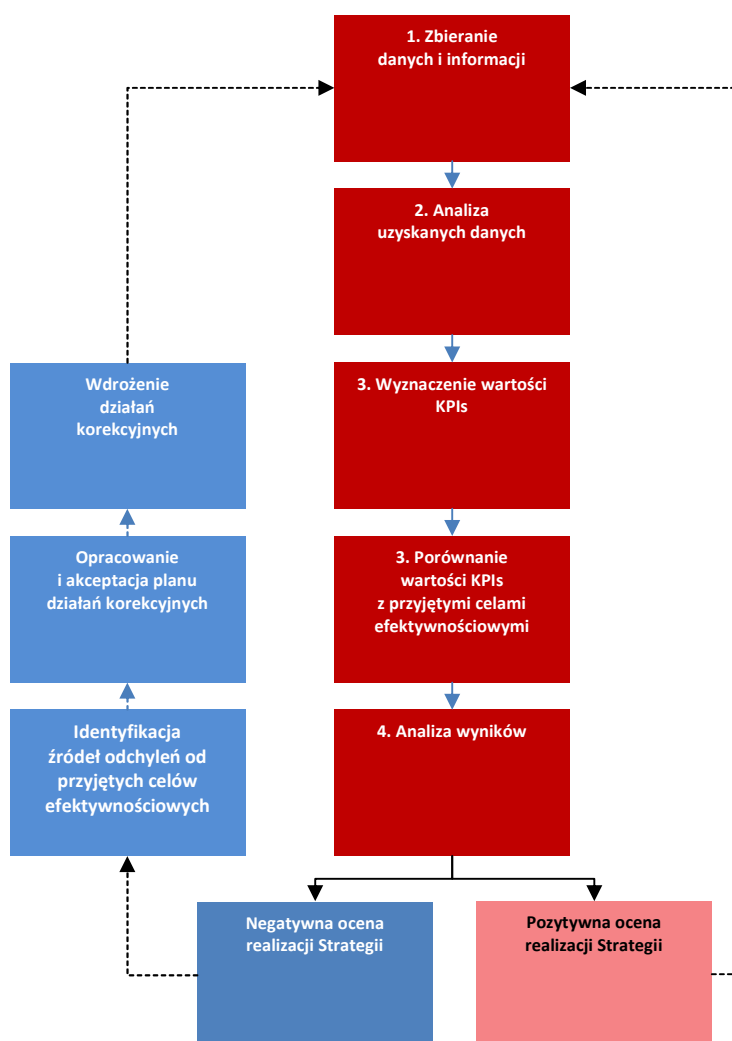 1. Zbieranie
danych i informacji
2. Analiza
uzyskanych danych
3. Wyznaczenie wartości
KPIs
3. Porównanie
wartości KPIs
z przyjętymi celami
efektywnościowymi
4. Analiza wyników
Negatywna ocena
realizacji Strategii
Pozytywna ocena
realizacji Strategii
Identyfikacja
źródeł odchyleń od
przyjętych celów
efektywnościowych
Opracowanie
i akceptacja planu
działań korekcyjnych
Wdrożenie
działań
korekcyjnych